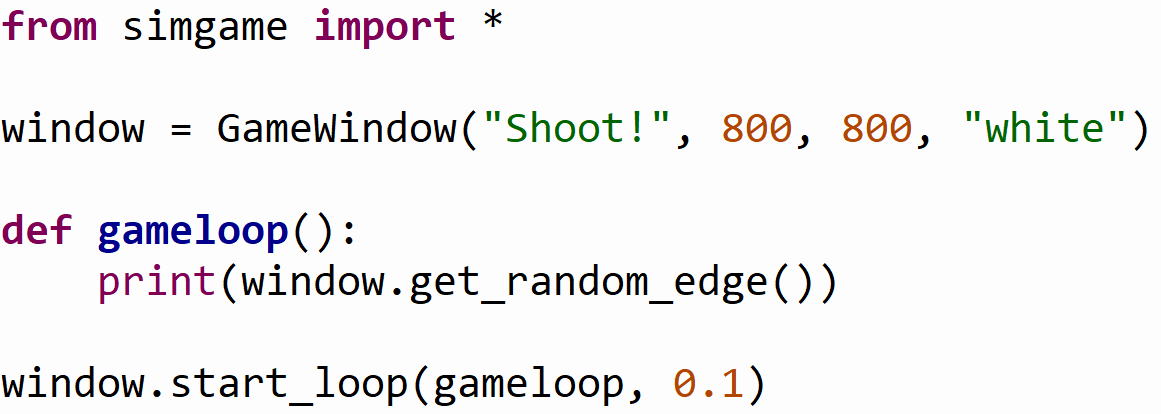 from simgame import *
window = GameWindow("Shoot!", 800, 800, "white")
def gameloop():
    print(window.get_random_edge())
window.start_loop(gameloop, 0.1)